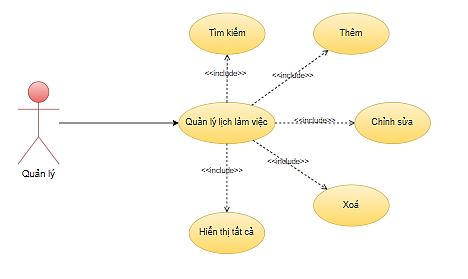 Tìm kiếm
Thêm
<<include>>
<<include>>
Quản lý lịch làm việc
<<include>>
Chỉnh sửa
Quản lý
<<include>>
<<include>>
Xoá
Hiển thị tất cả